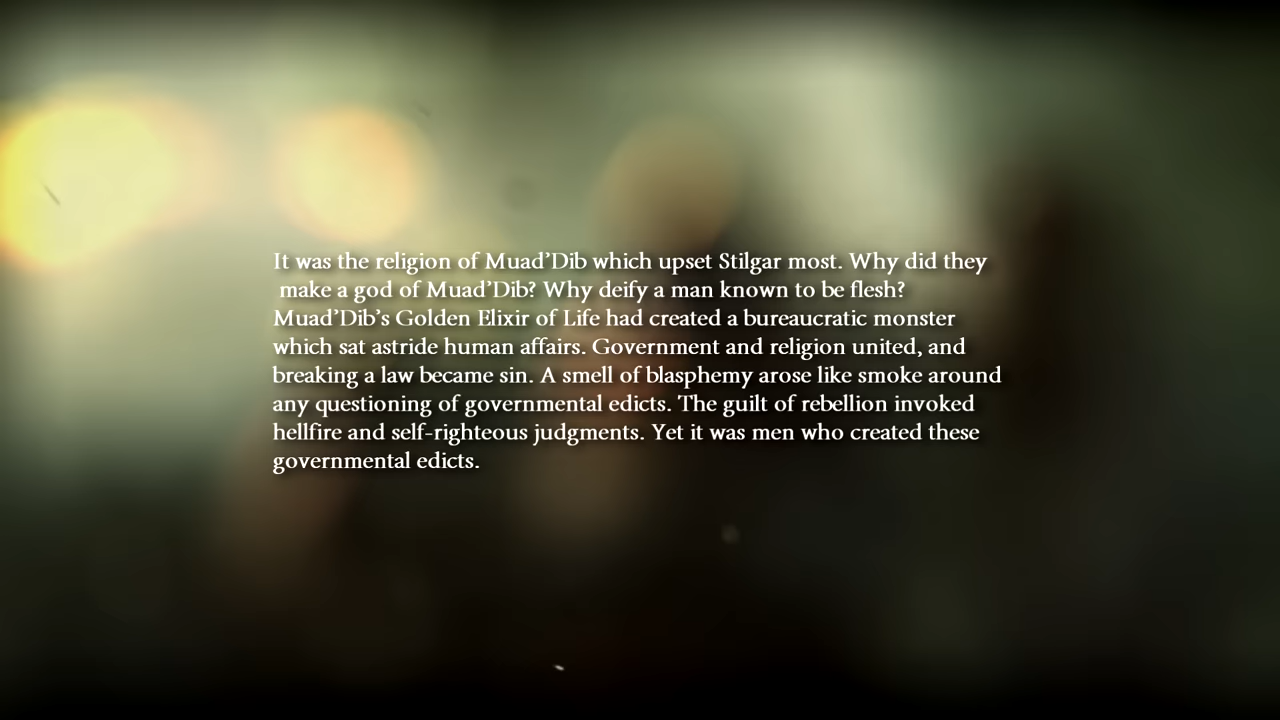 It was the religion of Muad’Dib which upset Stilgar most. Why did they
make a god of Muad’Dib? Why deify a man known to be flesh?
Muad’Dib’s Golden Elixir of Life had created a bureaucratic monster
which sat astride human affairs. Government and religion united, and
breaking a law became sin. A smell of blasphemy arose like smoke around
any questioning of governmental edicts. The guilt of rebellion invoked
hellfire and self-righteous judgments. Yet it was men who created these
governmental edicts.